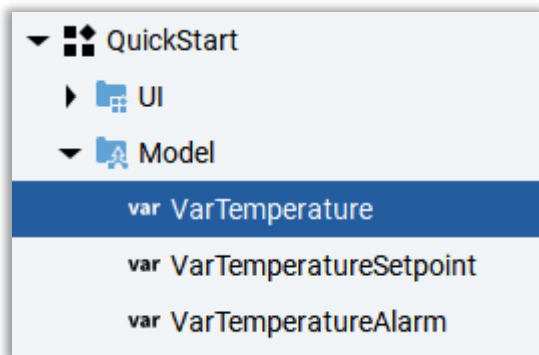 QuickStart
UI
Model
var VarTemperature
var VarTemperatureSetpoint
var VarTemperatureAlarm